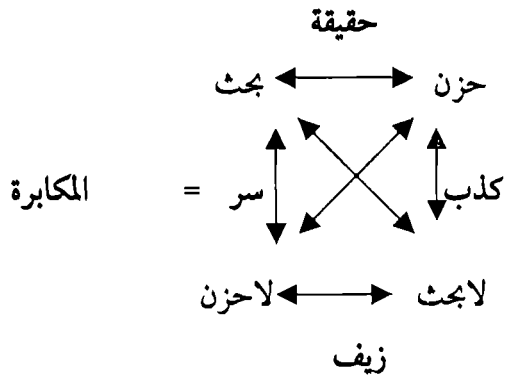 حقيقة
حزن بحث
كذب سر = المكابرة
لابحث لاحزن
زيف